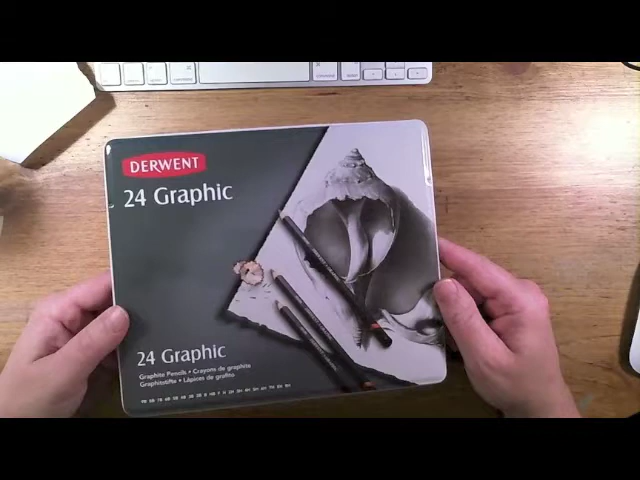 DERWENT
24 Graphic
24 Graphic
Graphite Pencils • Crayons de graphite
Graphitstifte • Lápices de grafito